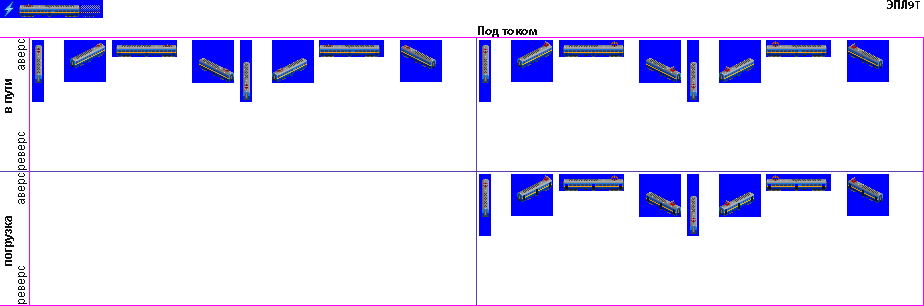 ЭПЛ9Т
Под током
аверс
в пути
реверс
аверс
погрузка
реверс